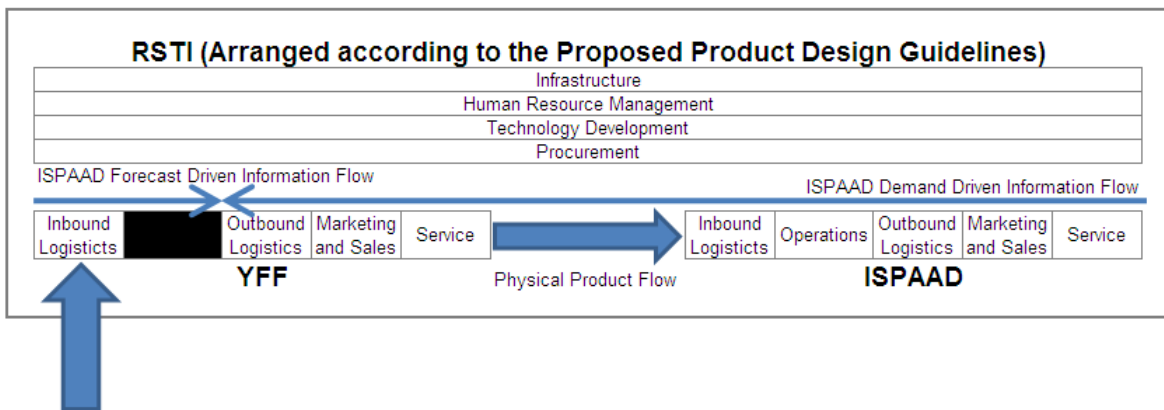 RSTI (Arranged according to the Proposed Product Design Guidelines)
Infrastructure
Human Resource Management
Technology Development
Procurement
ISPAAD Forecast Driven Information Flow
ISPAAD Demand Driven Information Flow
Inbound Logisticts
Outbound Logistics
Marketing and Sales
Service
Inbound Logisticts
Operations
Outbound Logistics
Marketing and Sales
Service
YFF
Physical Product Flow
ISPAAD